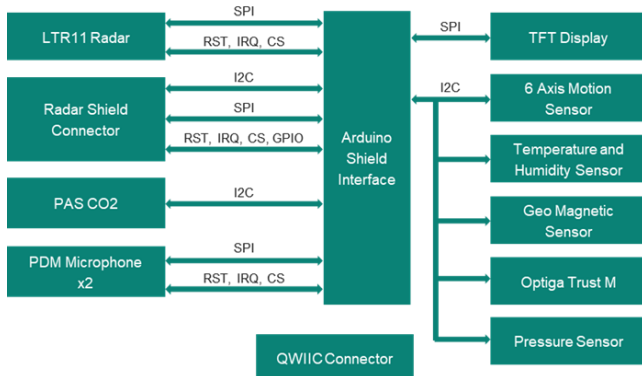 LTR11 Radar
SPI
RST, IRQ, CS
Radar Shield
Connector
I2C
SPI
RST, IRQ, CS, GPIO
PAS CO2
I2C
PDM Microphone
x2
SPI
RST, IRQ, CS
Arduino
Shield
Interface
SPI
TFT Display
I2C
6 Axis Motion
Sensor
Temperature and
Humidity Sensor
Geo Magnetic
Sensor
Optiga Trust M
Pressure Sensor
QWIIC Connector